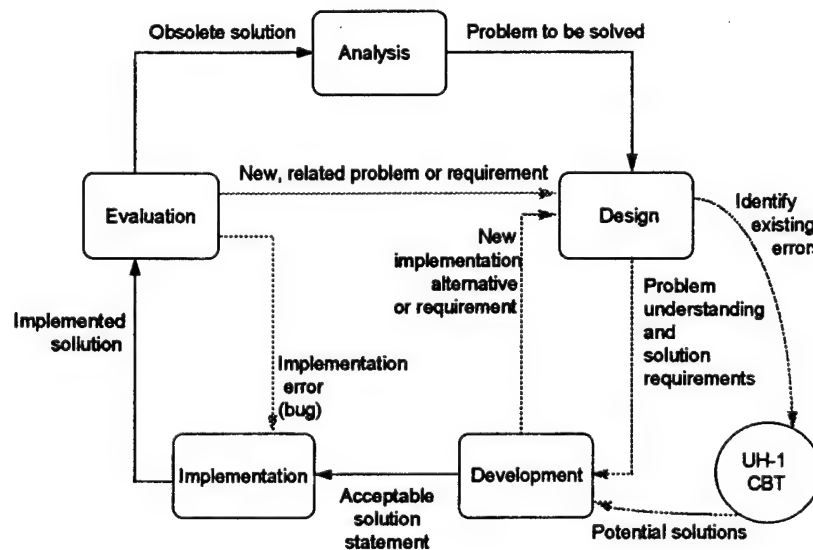 Obsolete solution
Analysis
Problem to be solved
New, related problem or requirement
Evaluation
Design
Identify
existing
errors
New
implementation
alternative
or requirement
Problem
understanding
and
solution
requirements
Implemented
sollution
Implementation
error
(bug)
Implementation
Development
UH-1
CBT
Acceptable
solution
statement
Potential solutions